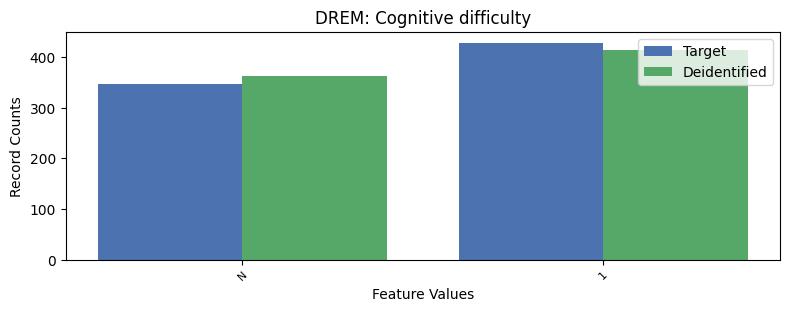 DREM: Cognitive difficulty
Target
Deidentified
Record Counts
400
300
200
100
0
N
1
Feature Values